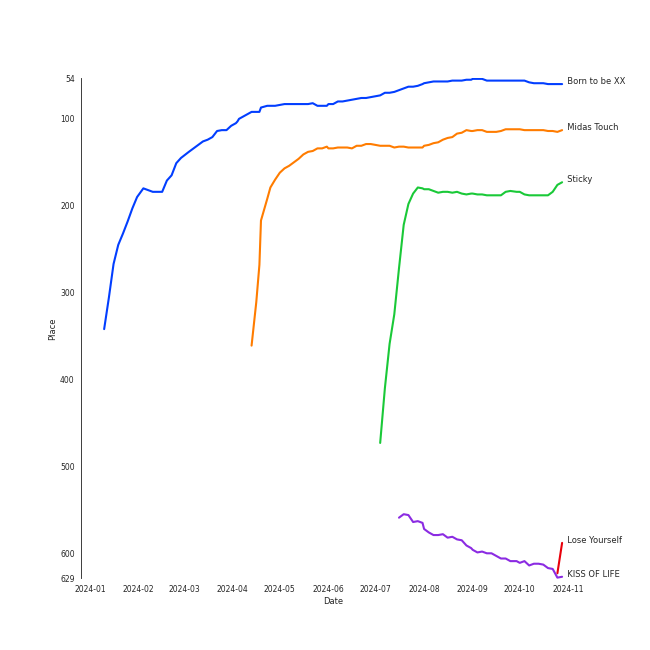 54
Born to be XX
100
Midas Touch
Sticky
200
300
Place
400
500
Lose Yourself
600
KISS OF LIFE
629
2024-01 2024-02 2024-03 2024-04 2024-05 2024-06 2024-07 2024-08 2024-09 2024-10 2024-11
Date